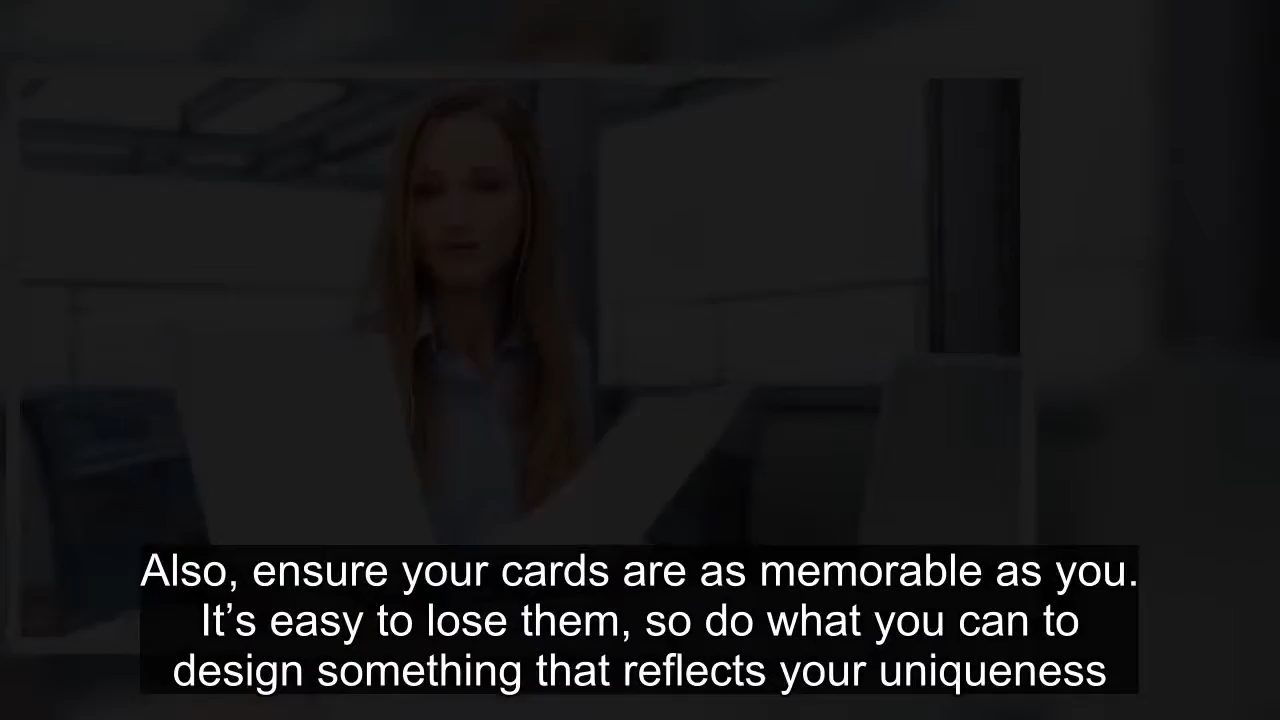 Also, ensure your cards are as memorable as you.
It’s easy to lose them, so do what you can to
design something that reflects your uniqueness